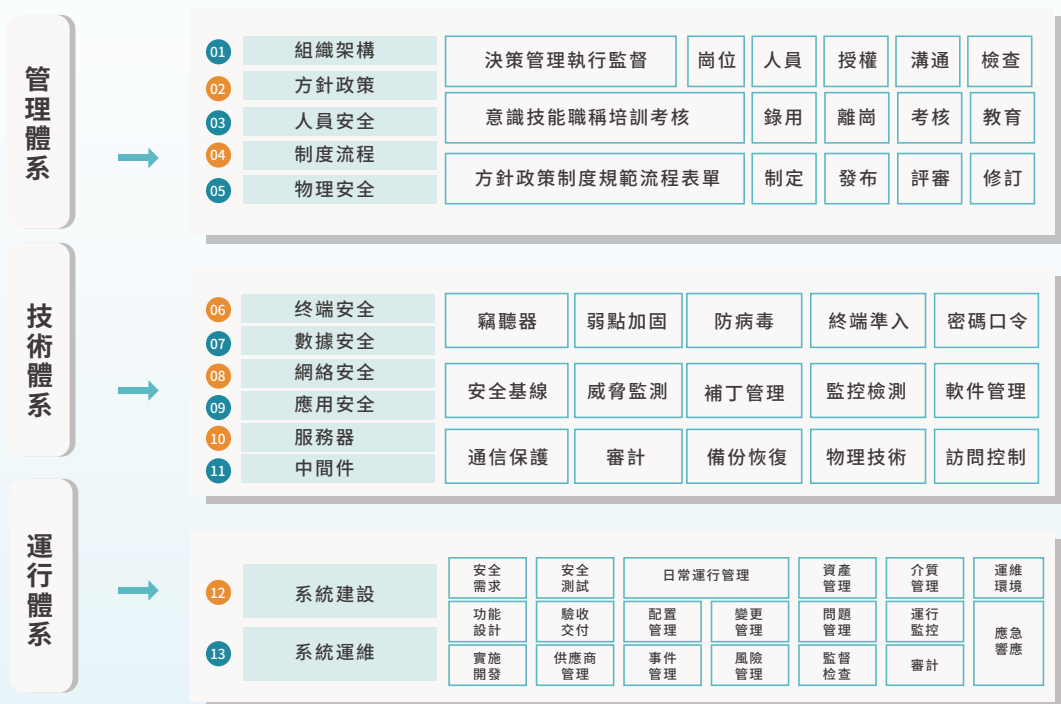 管理體系
01 組織架構
02 方針政策
03 人員安全
04 制度流程
05 物理安全
決策管理執行監督 崗位 人員 授權 溝通 檢查
意識技能職稱培訓考核 錄用 離崗 考核 教育
方針政策制度規範流程表單 制定 發布 評審 修訂
技術體系
06 终端安全
07 數據安全
08 網絡安全
09 應用安全
10 服務器
11 中間件
竊聽器 弱點加固 防病毒 終端準入 密碼口令
安全基線 威脅監測 補丁管理 監控檢測 軟件管理
通信保護 審計 備份恢復 物理技術 訪問控制
運行體系
12 系統建設
13 系統運維
安全
需求
安全
測試
日常運行管理
資產
管理
介質
管理
運維
環境
功能
設計
驗收
交付
配置
管理
變更
管理
問題
管理
運行
監控
應急
響應
實施
開發
供應商
管理
事件
管理
風險
管理
監督
检查
審計